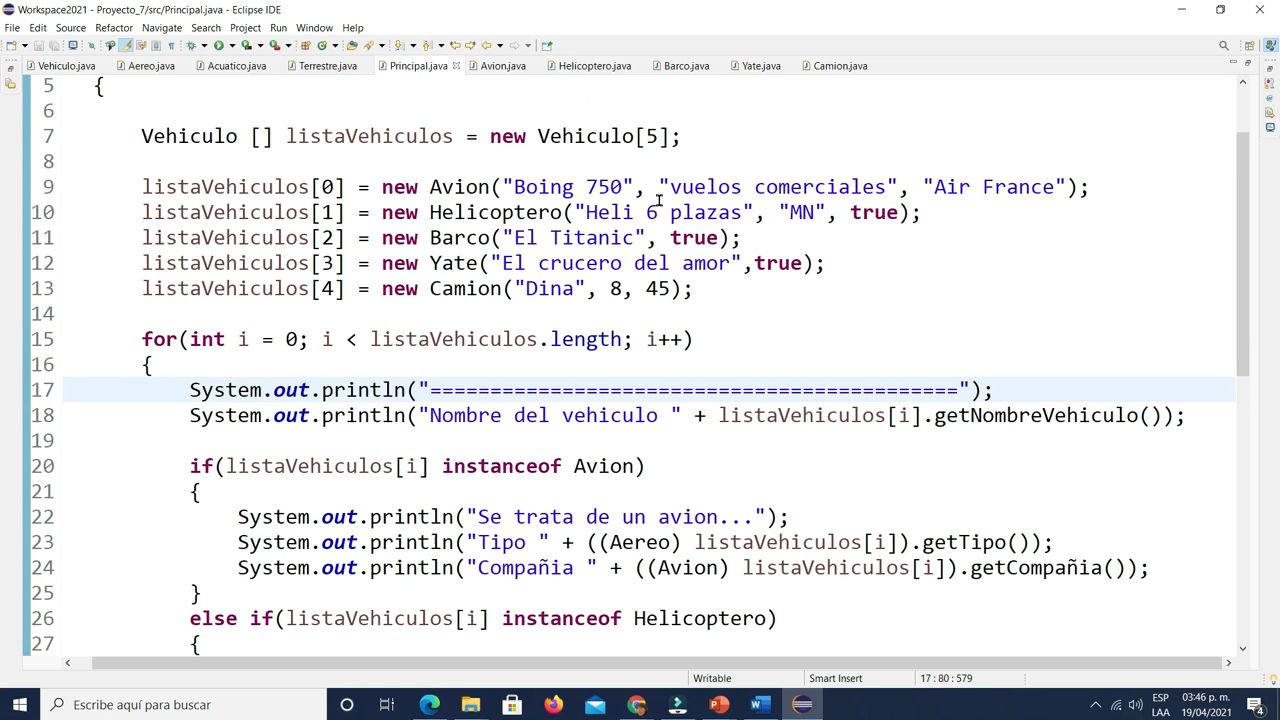 Workspace2021 - Proyecto_7/src/Principal.java - Eclipse IDE
File Edit Source Refactor Navigate Search Project Run Window Help
Vehiculo.java Aereo.java Acuatico.java Terrestre.java Principal.java Avion.java Helicoptero.java Barco.java Yate.java Camion.java
5 {
6
7 Vehiculo [] listaVehiculos = new Vehiculo[5];
8
9 listaVehiculos[0] = new Avion("Boing 750", "vuelos comerciales", "Air France");
10 listaVehiculos[1] = new Helicoptero("Heli 6 plazas", "MN", true);
11 listaVehiculos[2] = new Barco("El Titanic", true);
12 listaVehiculos[3] = new Yate("El crucero del amor",true);
13 listaVehiculos[4] = new Camion("Dina", 8, 45);
14
15 for(int i = 0; i < listaVehiculos.length; i++)
16 {
17 System.out.println("============================================");
18 System.out.println("Nombre del vehiculo " + listaVehiculos[i].getNombreVehiculo());
19
20 if(listaVehiculos[i] instanceof Avion)
21 {
22 System.out.println("Se trata de un avion...");
23 System.out.println("Tipo " + ((Aereo) listaVehiculos[i]).getTipo());
24 System.out.println("Compañia " + ((Avion) listaVehiculos[i]).getCompañia());
25 }
26 else if(listaVehiculos[i] instanceof Helicoptero)
27 {
Writable Smart Insert 17 : 80 : 579
Escribe aquí para buscar
ESP 03:46 p. m.
LAA 19/04/2021
4